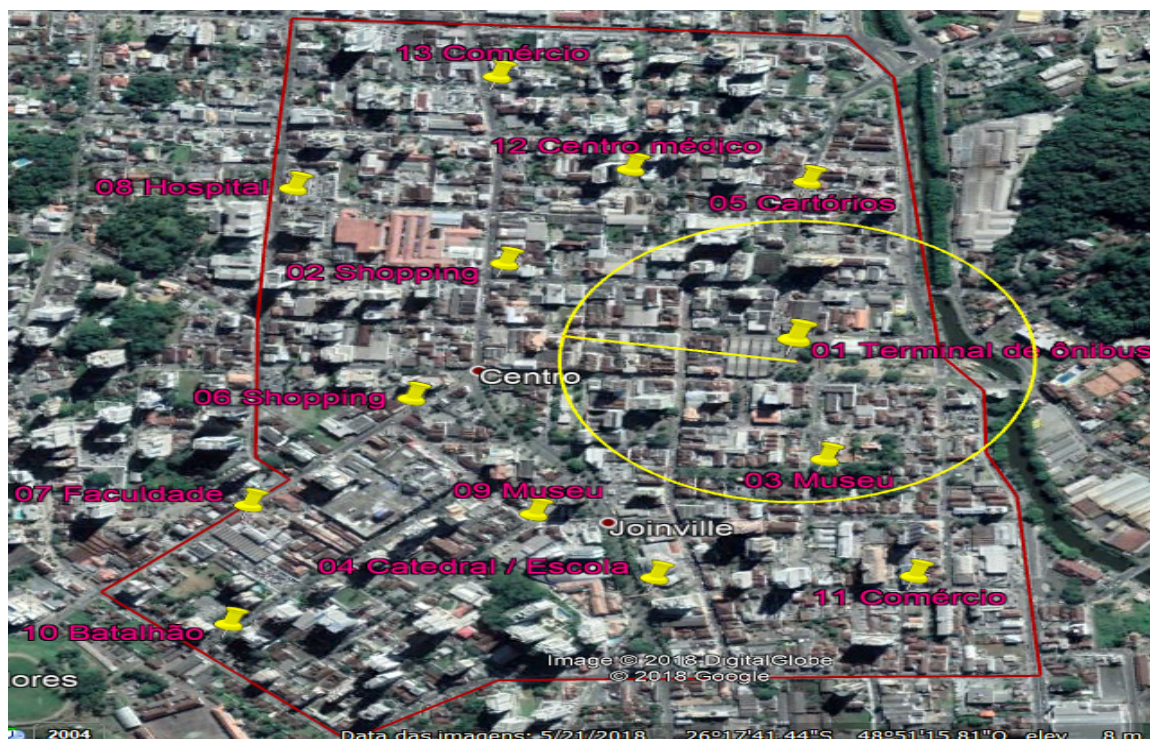 13 Comércio
12 Centro médico
08 Hospital
05 Cartórios
02 Shopping
01 Terminal de ônibus
Centro
06 Shopping
03 Museu
07 Faculdade
09 Museu
Joinville
04 Catedral / Escola
11 Comércio
10 Batalhão
Image © 2018 DigitalGlobe
© 2018 Google
ores
2004
Data das imagens: 5/21/2018 26°17'41.44"S 48°51'15.81"O elev 8 m